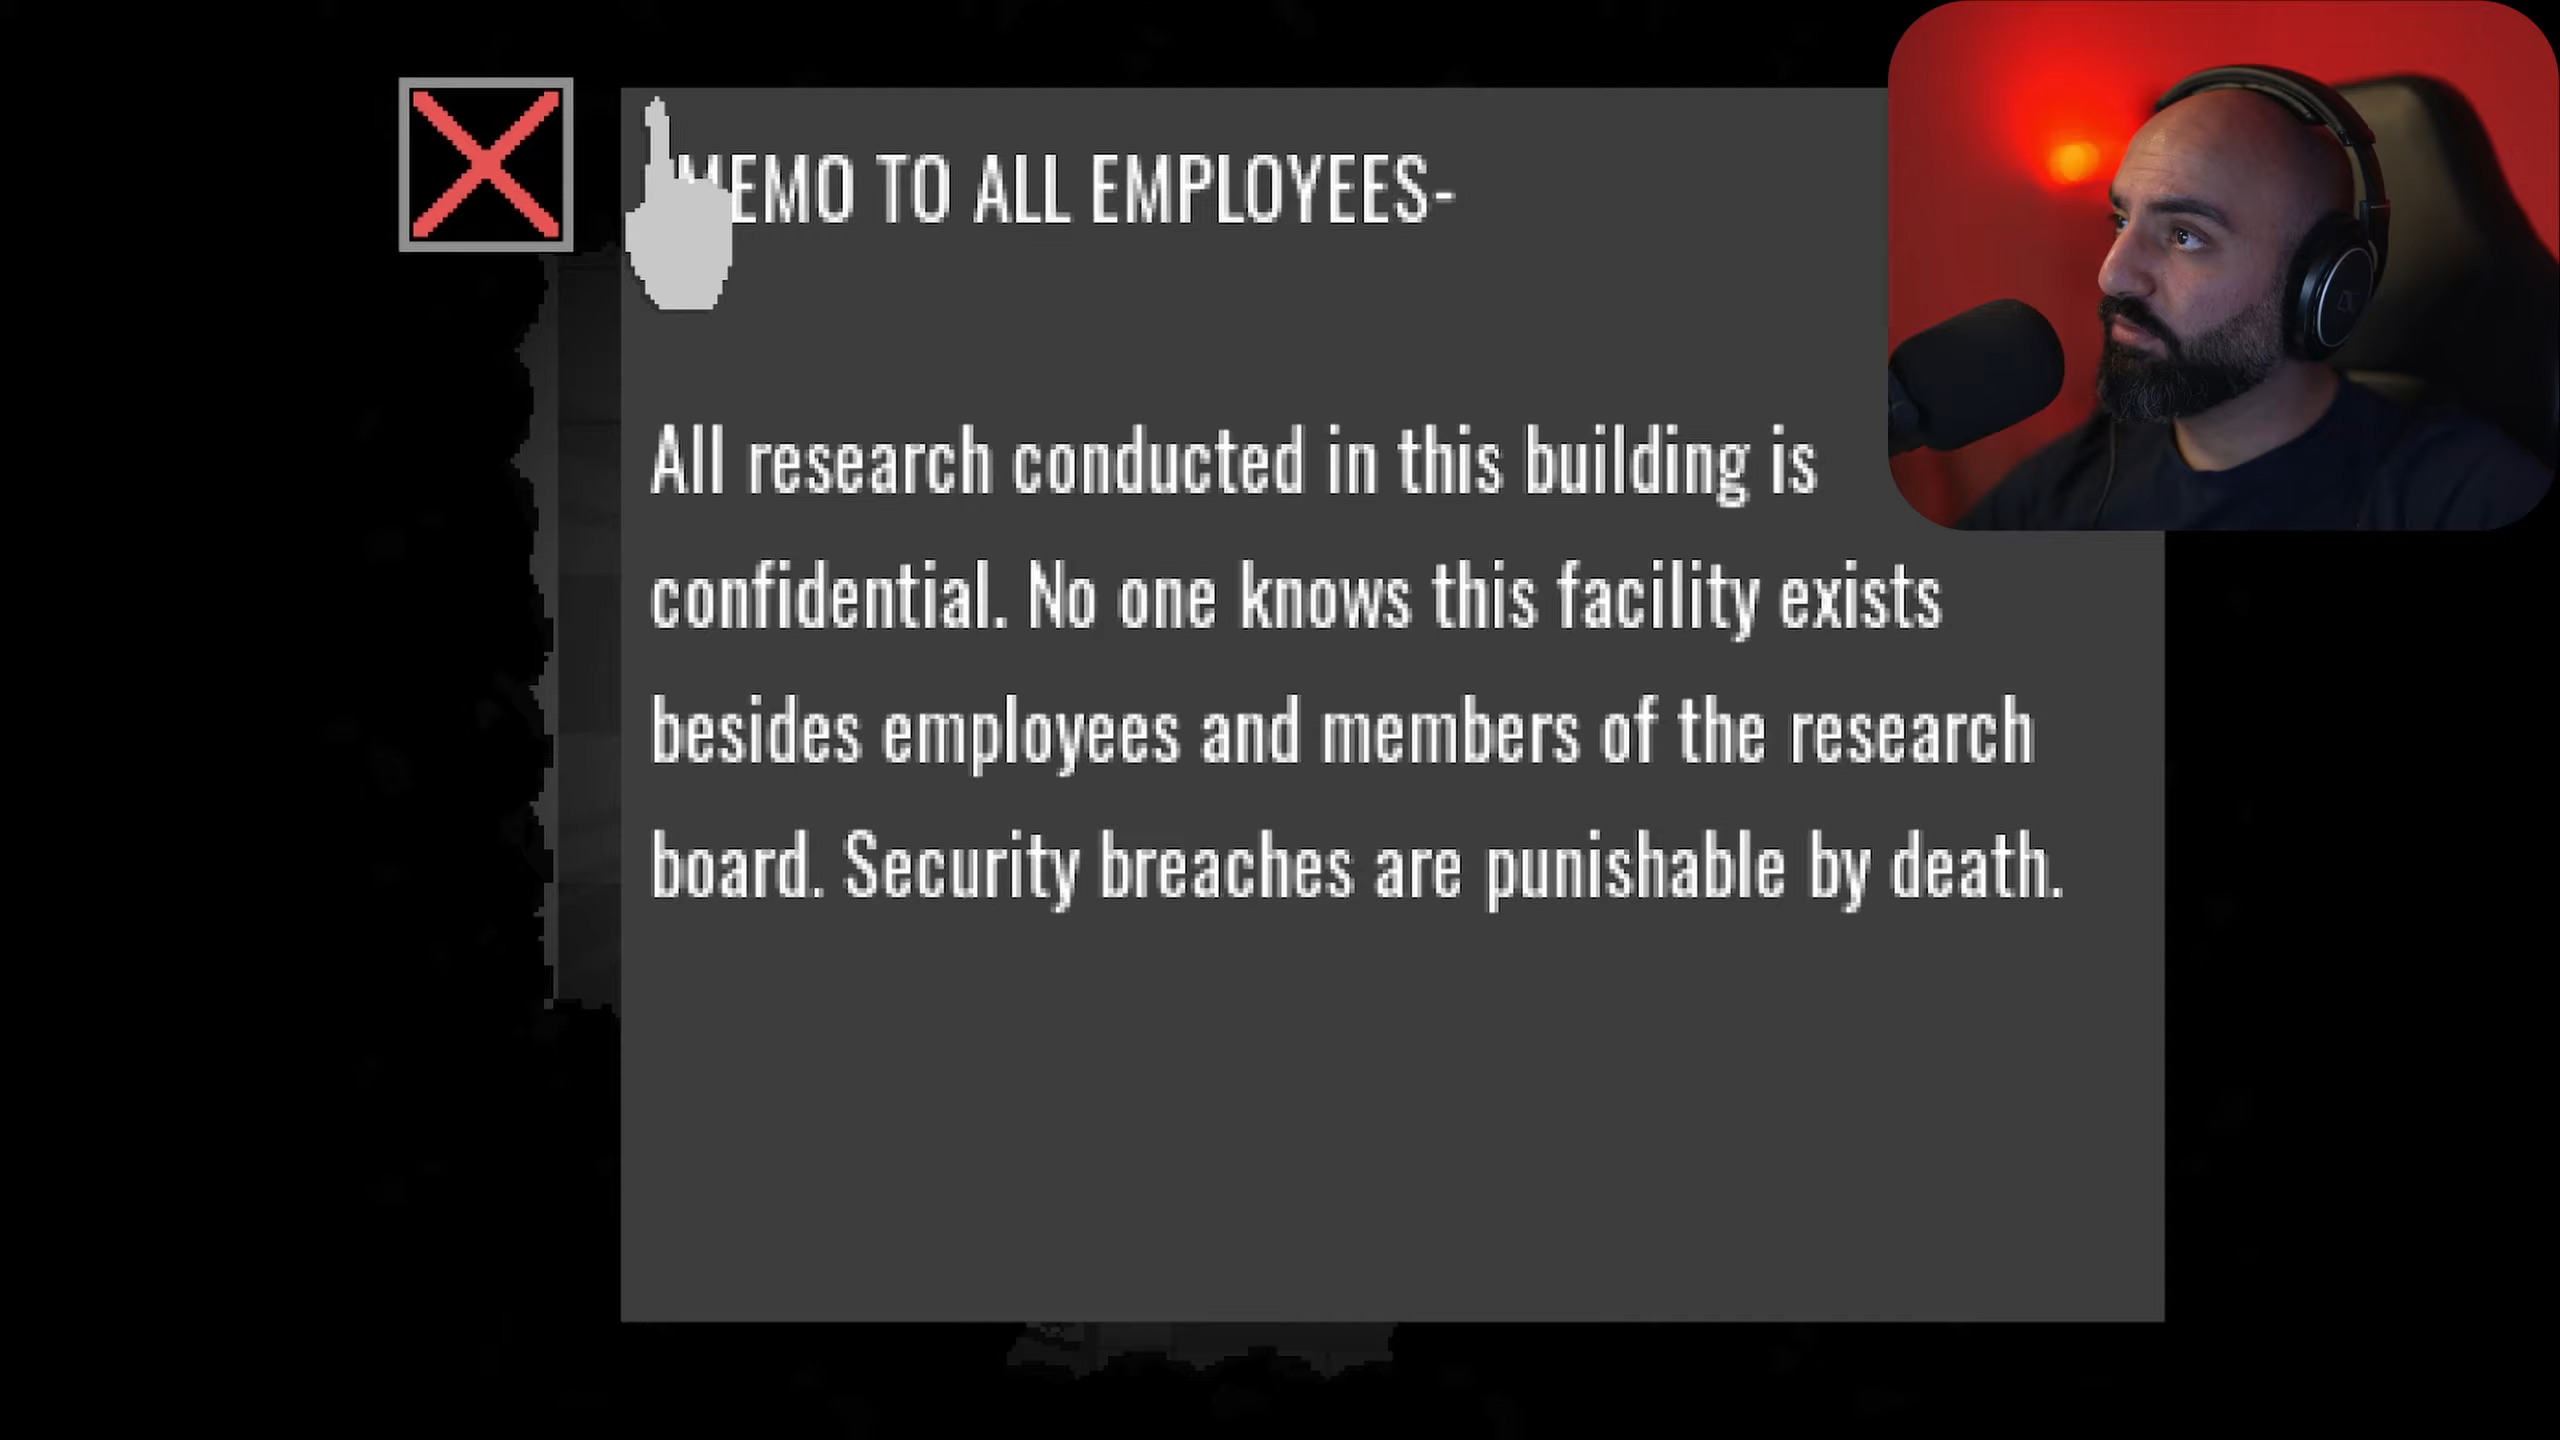 MEMO TO ALL EMPLOYEES-
All research conducted in this building is
confidential. No one knows this facility exists
besides employees and members of the research
board. Security breaches are punishable by death.